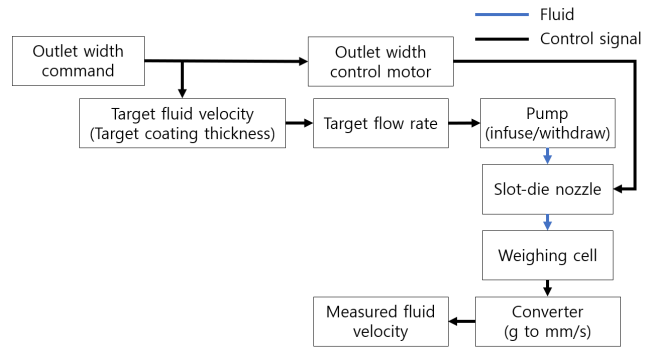 Fluid
Control signal
Outlet width
command
Outlet width
control motor
Target fluid velocity
(Target coating thickness)
Target flow rate
Pump
(infuse/withdraw)
Slot-die nozzle
Weighing cell
Measured fluid
velocity
Converter
(g to mm/s)